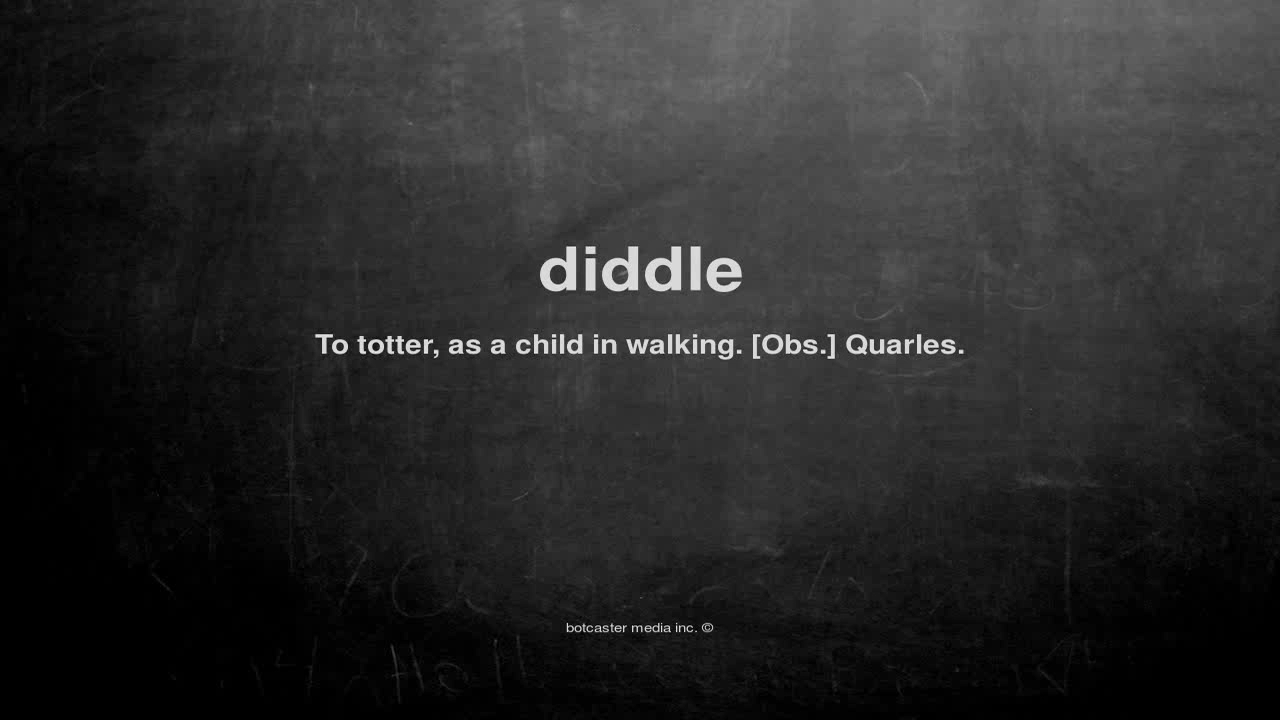 diddle
To totter, as a child in walking. [Obs.] Quarles.
botcaster media inc. ©